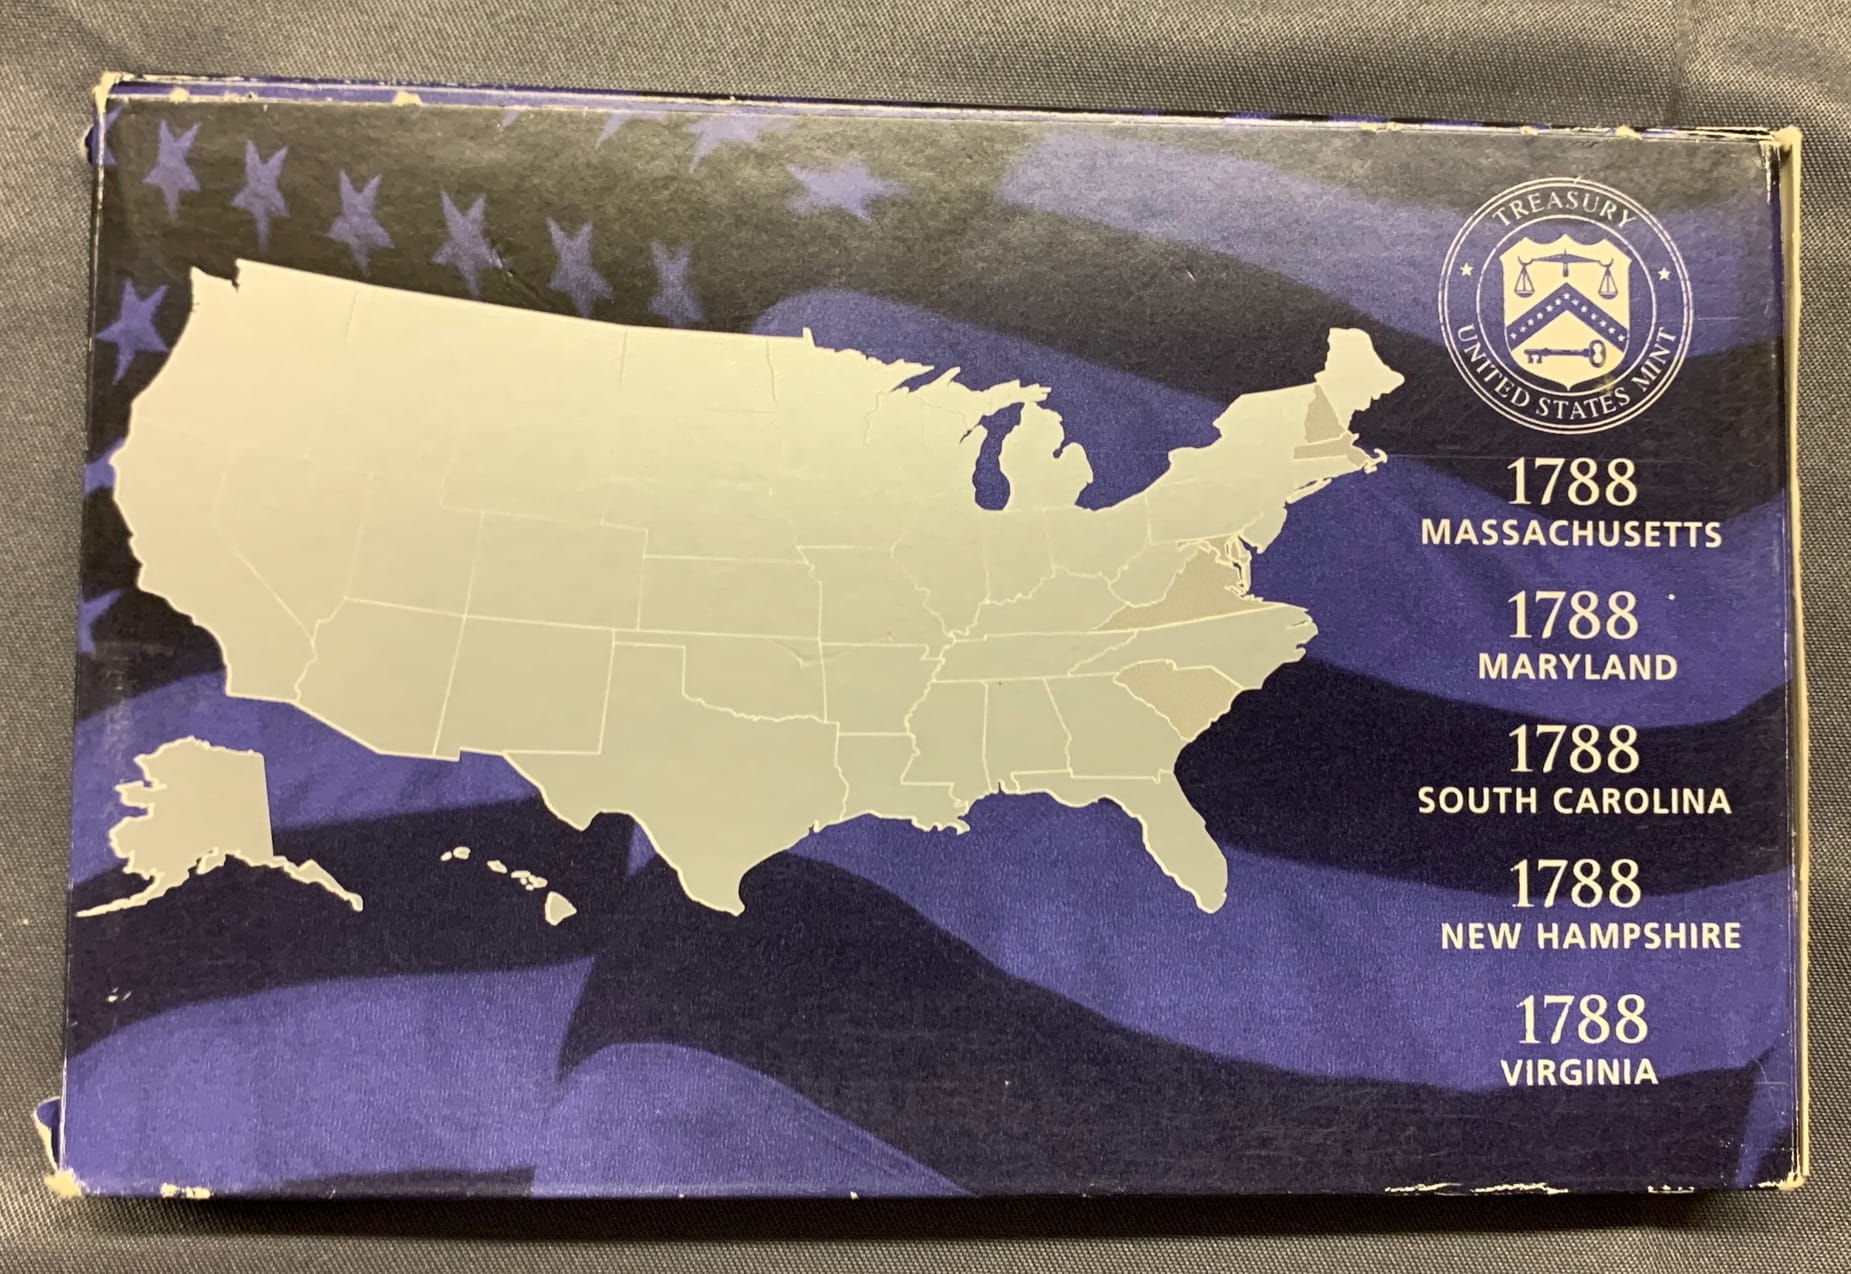 TREASURY
UNITED STATES MINT
1788
MASSACHUSETTS
1788
MARYLAND
1788
SOUTH CAROLINA
1788
NEW HAMPSHIRE
1788
VIRGINIA